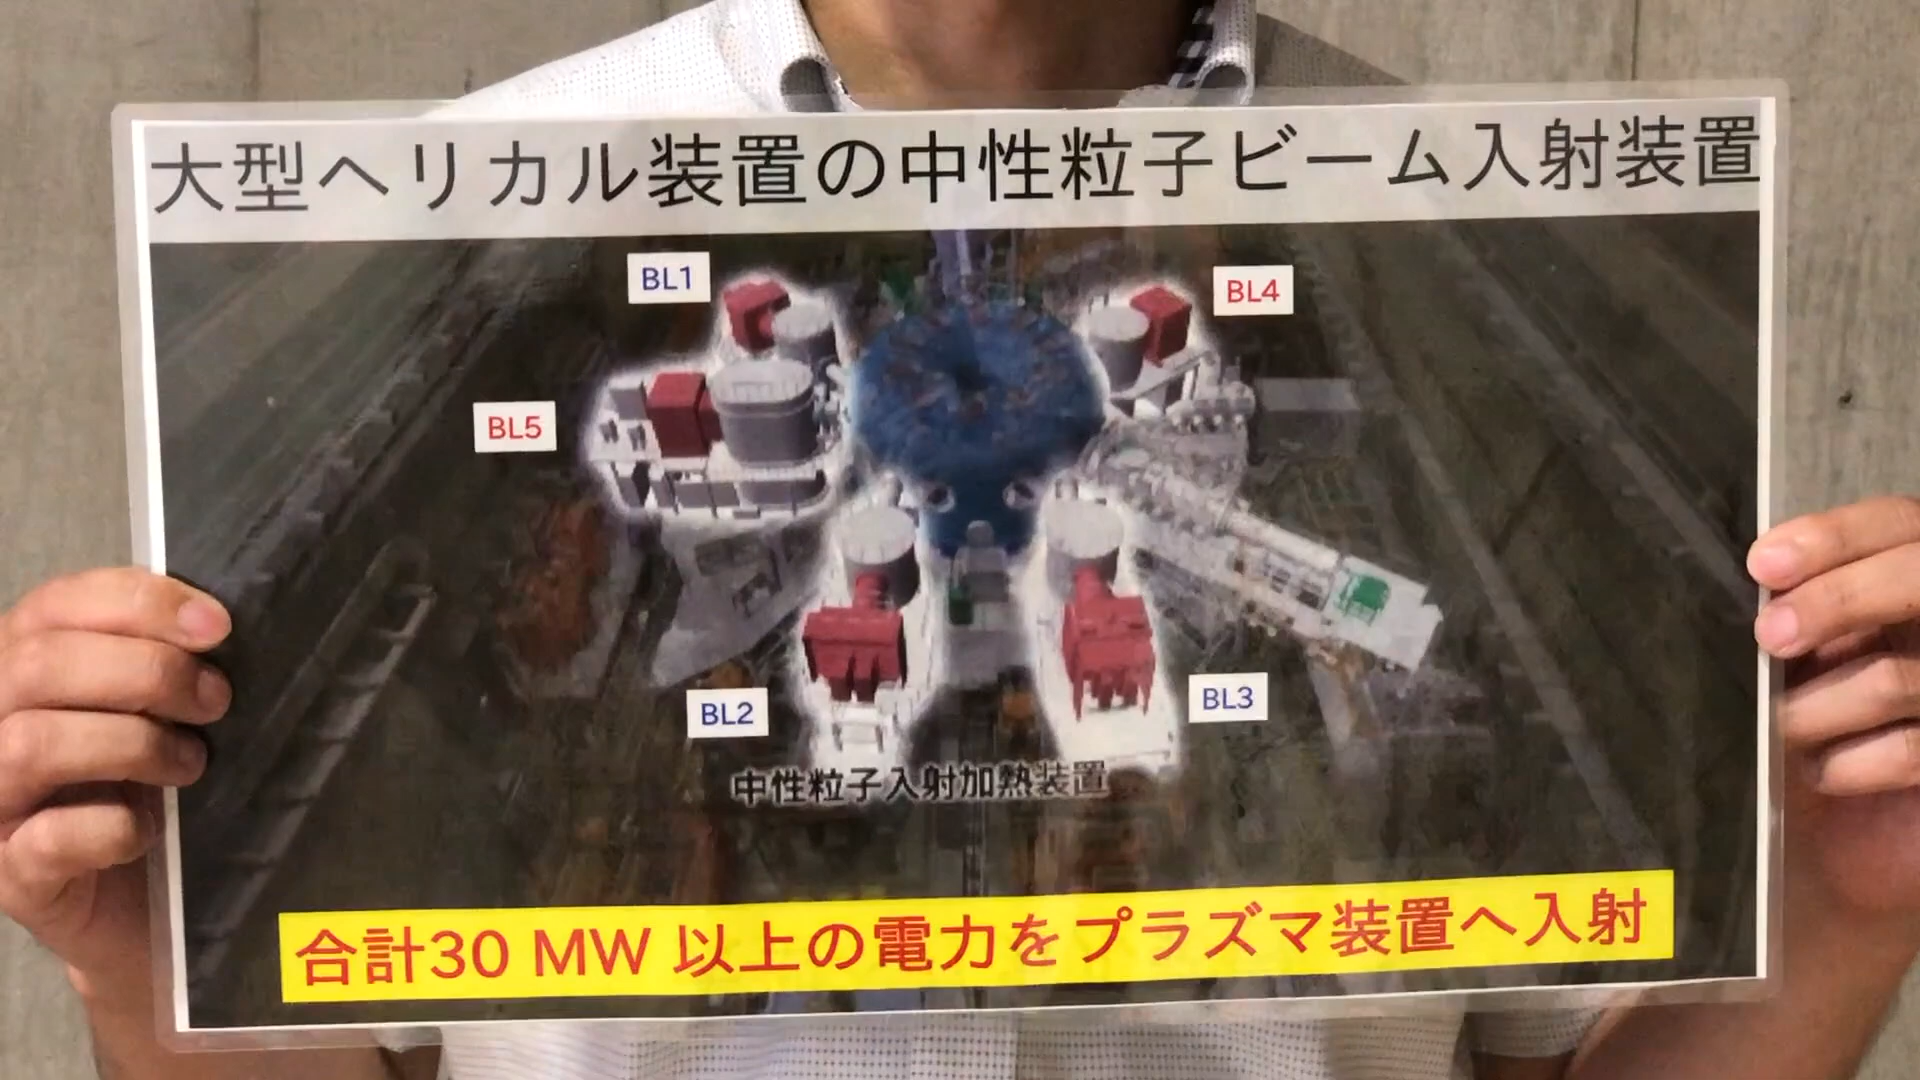 大型ヘリカル装置の中性粒子ビーム入射装置
BL1
BL4
BL5
BL2
BL3
中性粒子入射加熱装置
合計30 MW 以上の電力をプラズマ装置へ入射